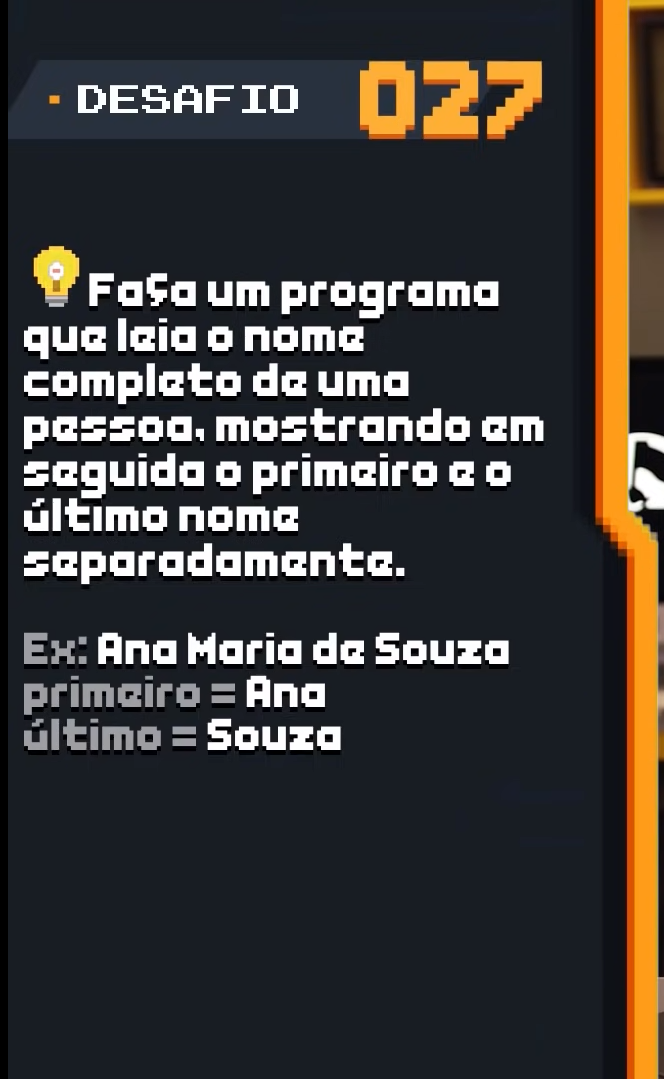 DESAFIO 027
Faça um programa
que leia o nome
completo de uma
pessoa, mostrando em
seguida o primeiro e o
último nome
separadamente.
Ex: Ana Maria de Souza
primeiro = Ana
último = Souza